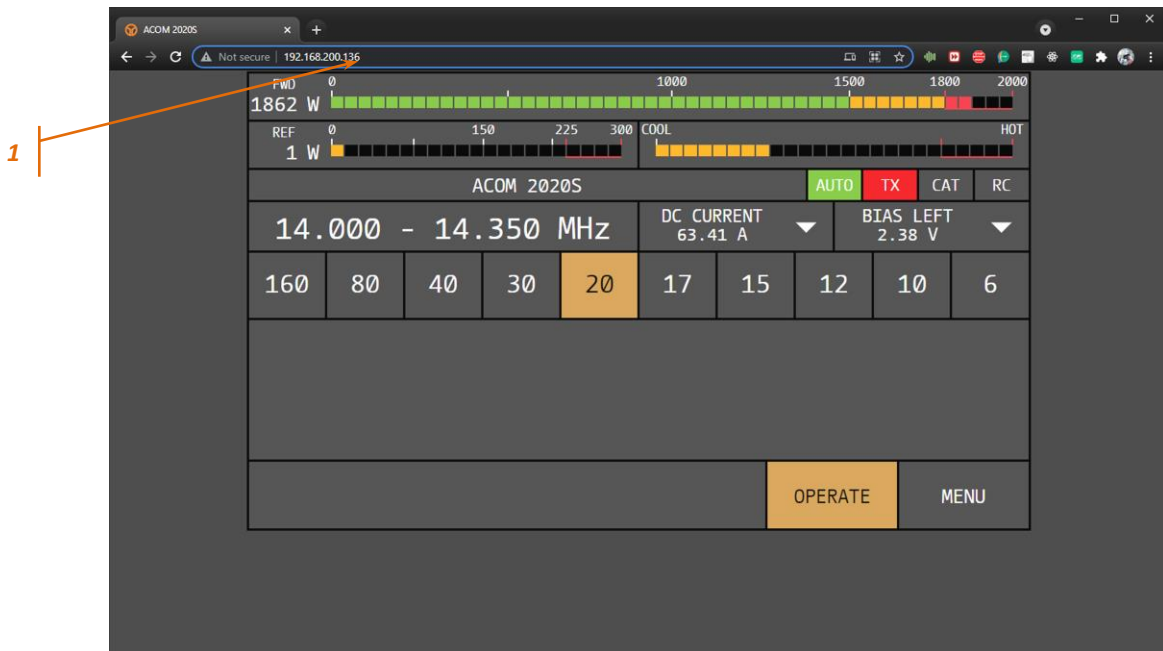 ACOM 2020S
Not secure | 192.168.200.136
1
FWD 0 1000 1500 1800 2000
1862 W
REF 0 150 225 300 COOL HOT
1 W
ACOM 2020S AUTO TX CAT RC
14.000 - 14.350 MHz DC CURRENT BIAS LEFT
63.41 A 2.38 V
160 80 40 30 20 17 15 12 10 6
OPERATE MENU